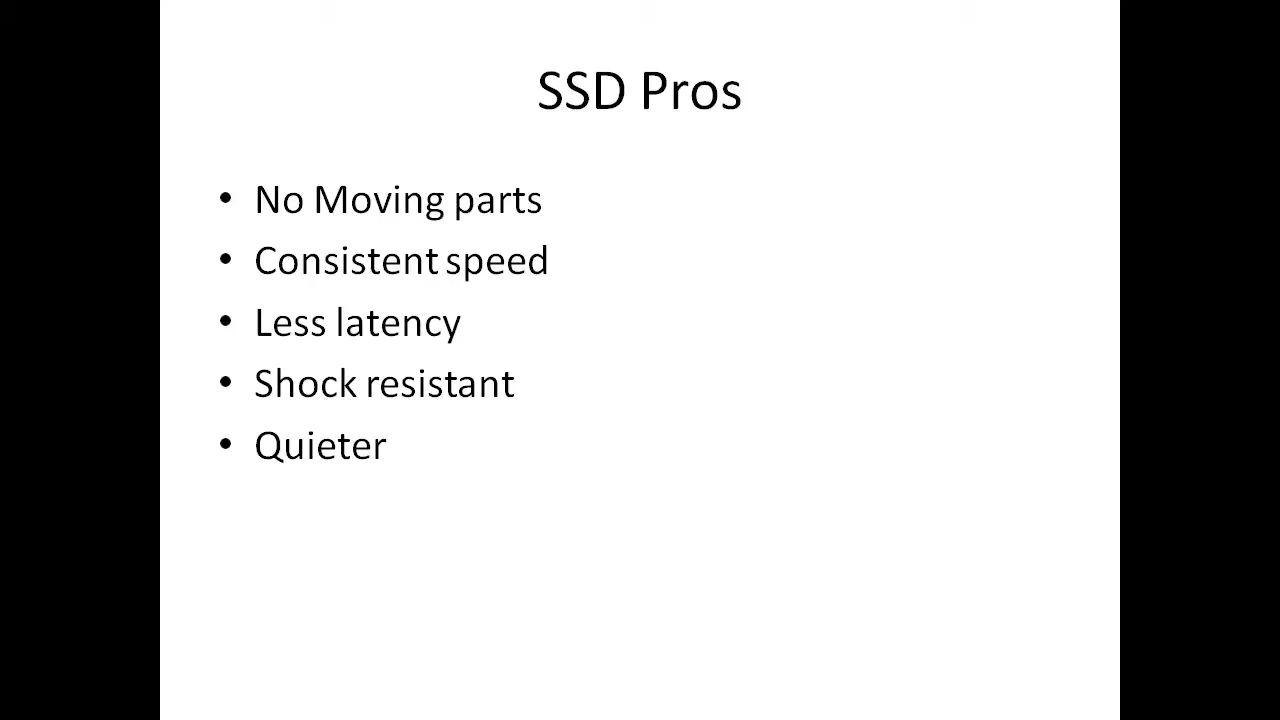 SSD Pros
• No Moving parts
• Consistent speed
• Less latency
• Shock resistant
• Quieter